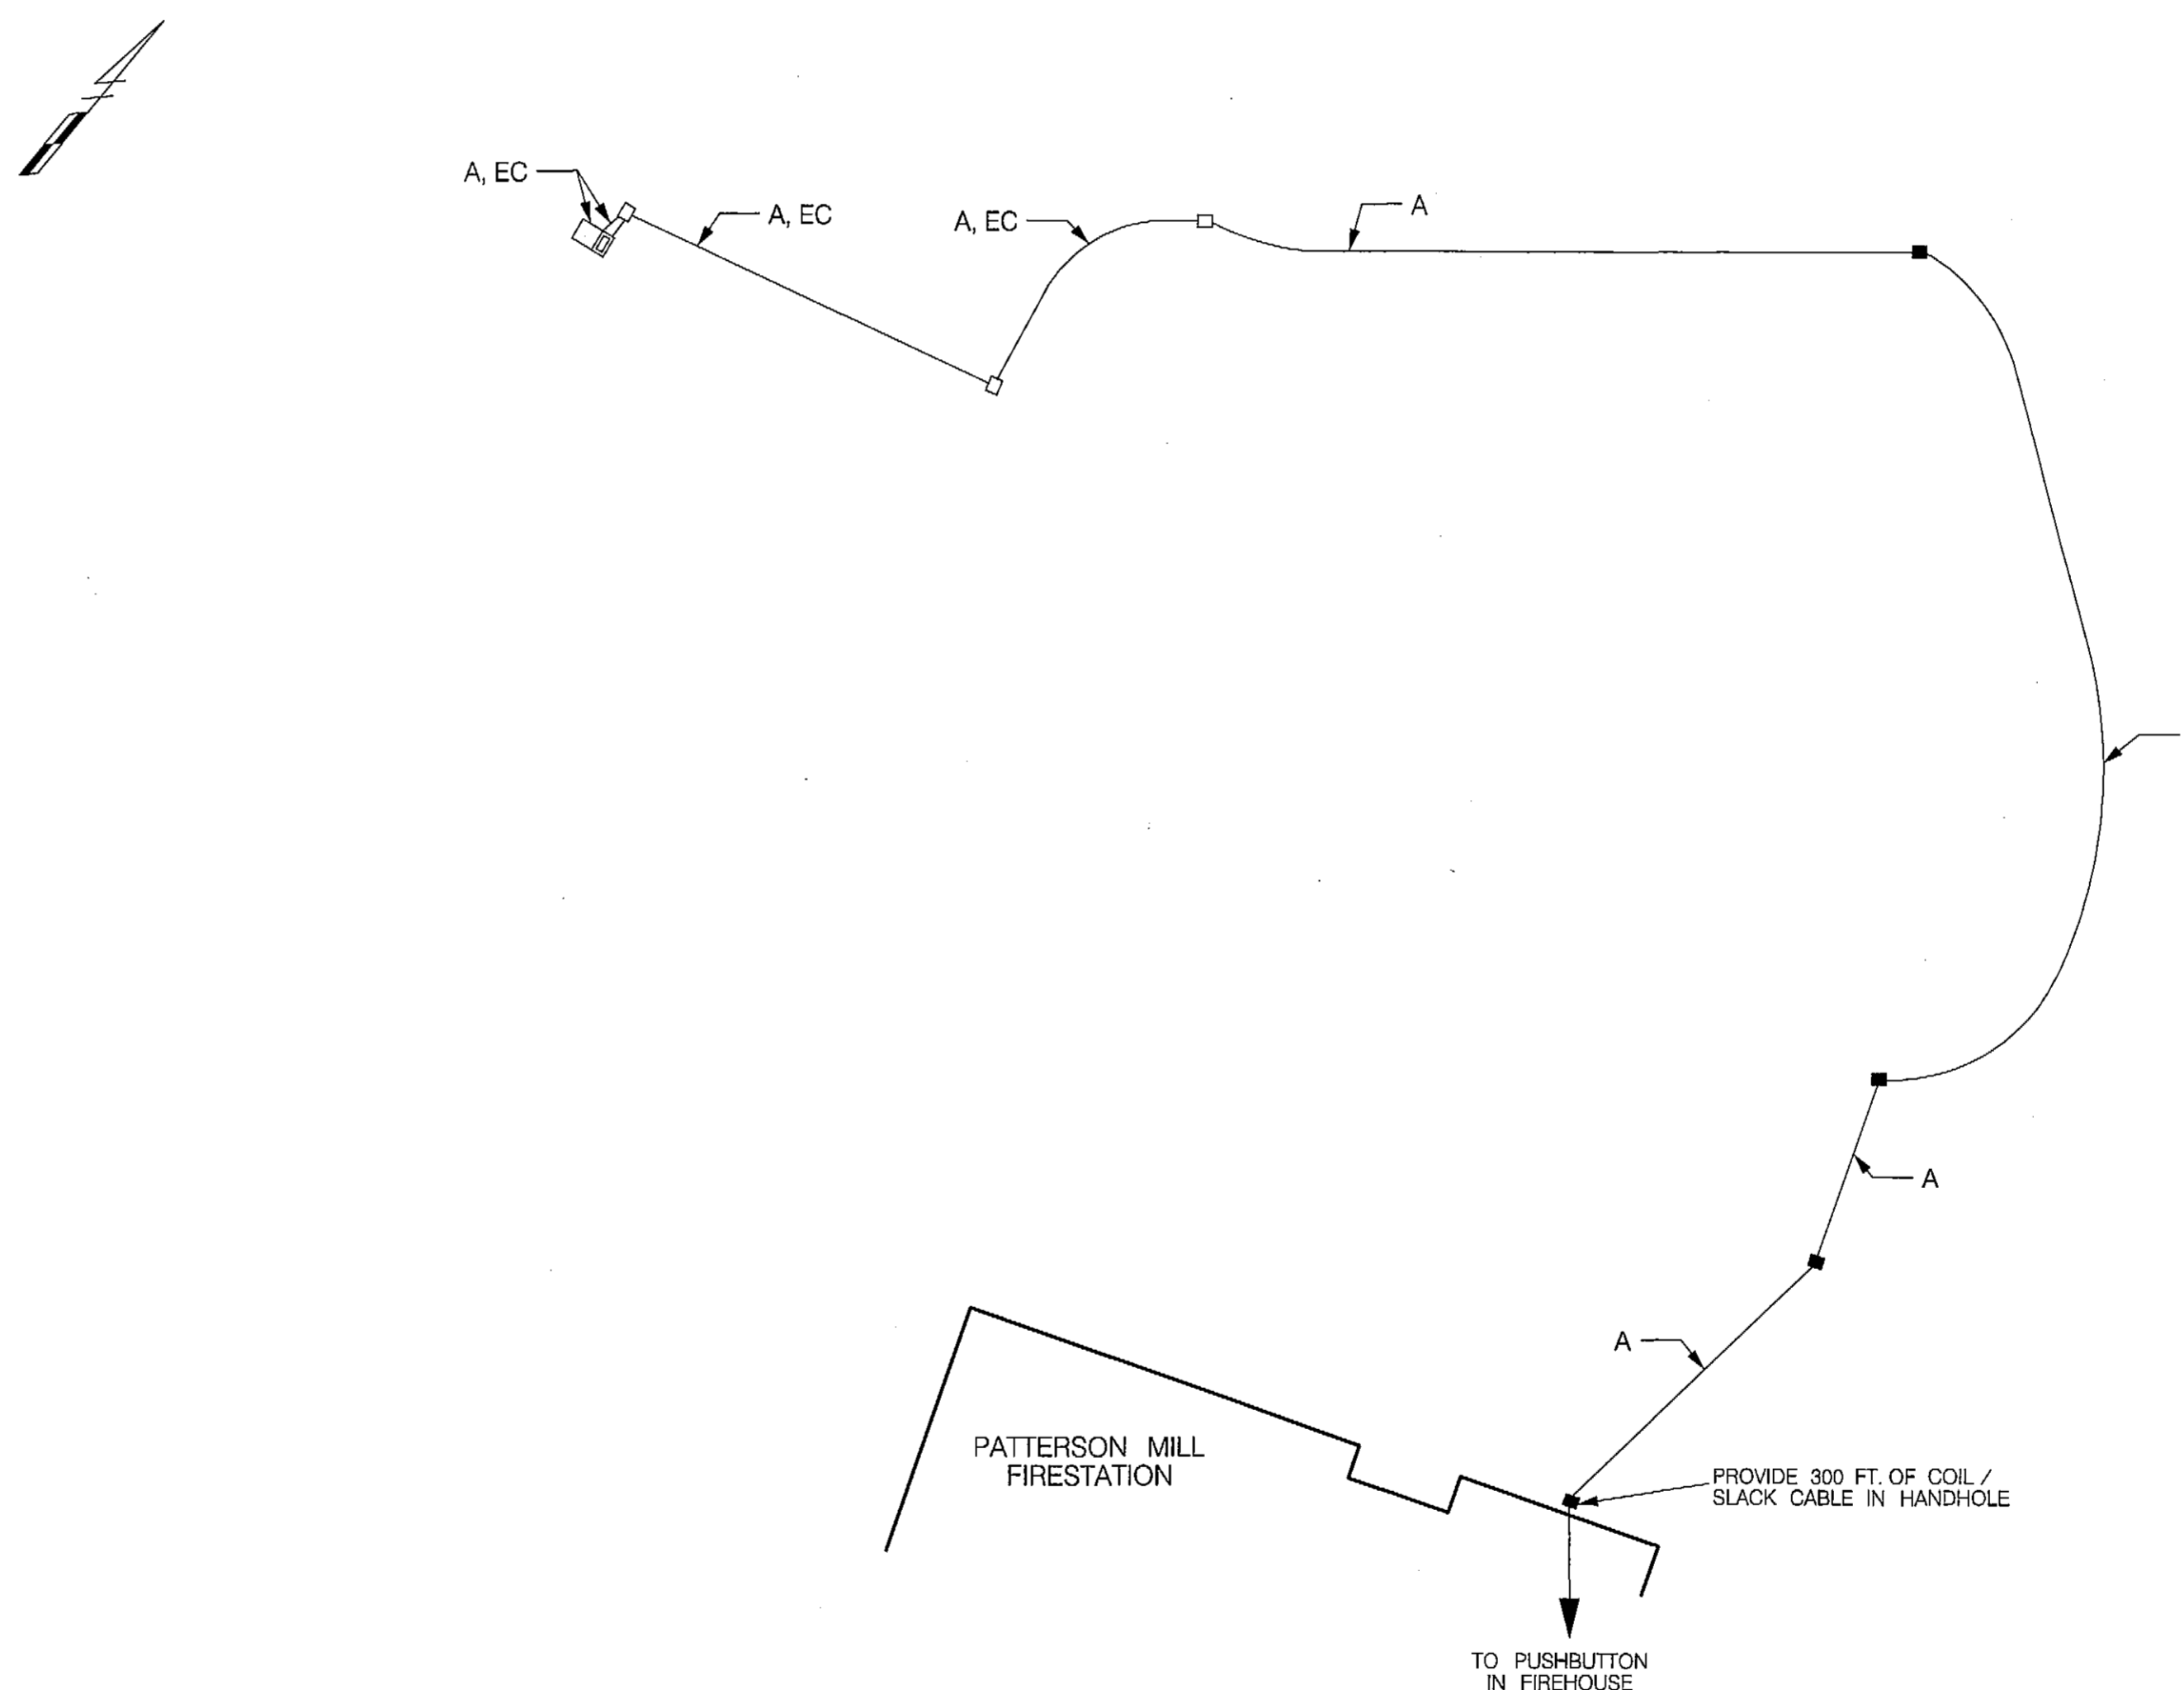 A, EC
A, EC
A, EC
A
A
A
PATTERSON MILL
FIRESTATION
PROVIDE 300 FT. OF COIL /
SLACK CABLE IN HANDHOLE
TO PUSHBUTTON
IN FIREHOUSE